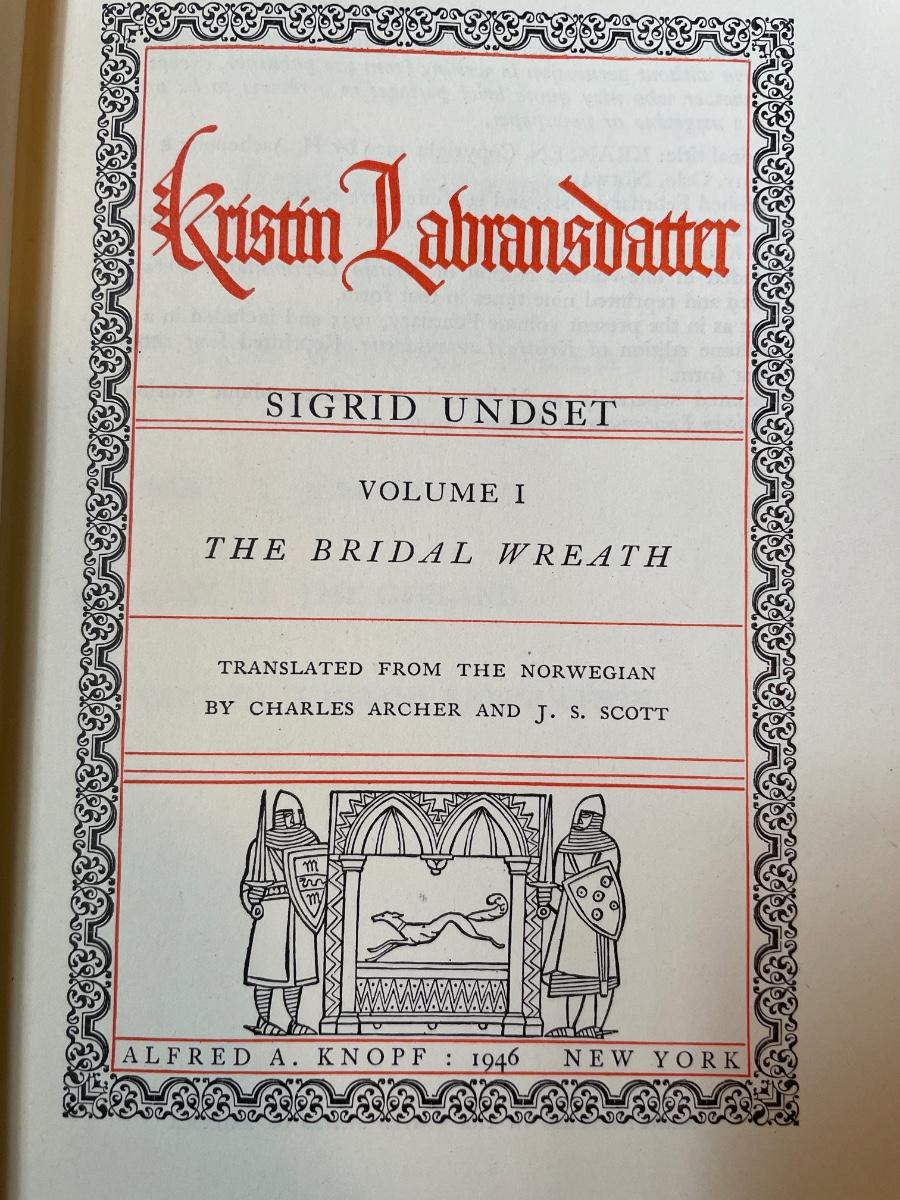 Kristin Lavransdatter
SIGRID UNDSET
VOLUME I
THE BRIDAL WREATH
TRANSLATED FROM THE NORWEGIAN
BY CHARLES ARCHER AND J. S. SCOTT
ALFRED A. KNOPF : 1946 NEW YORK